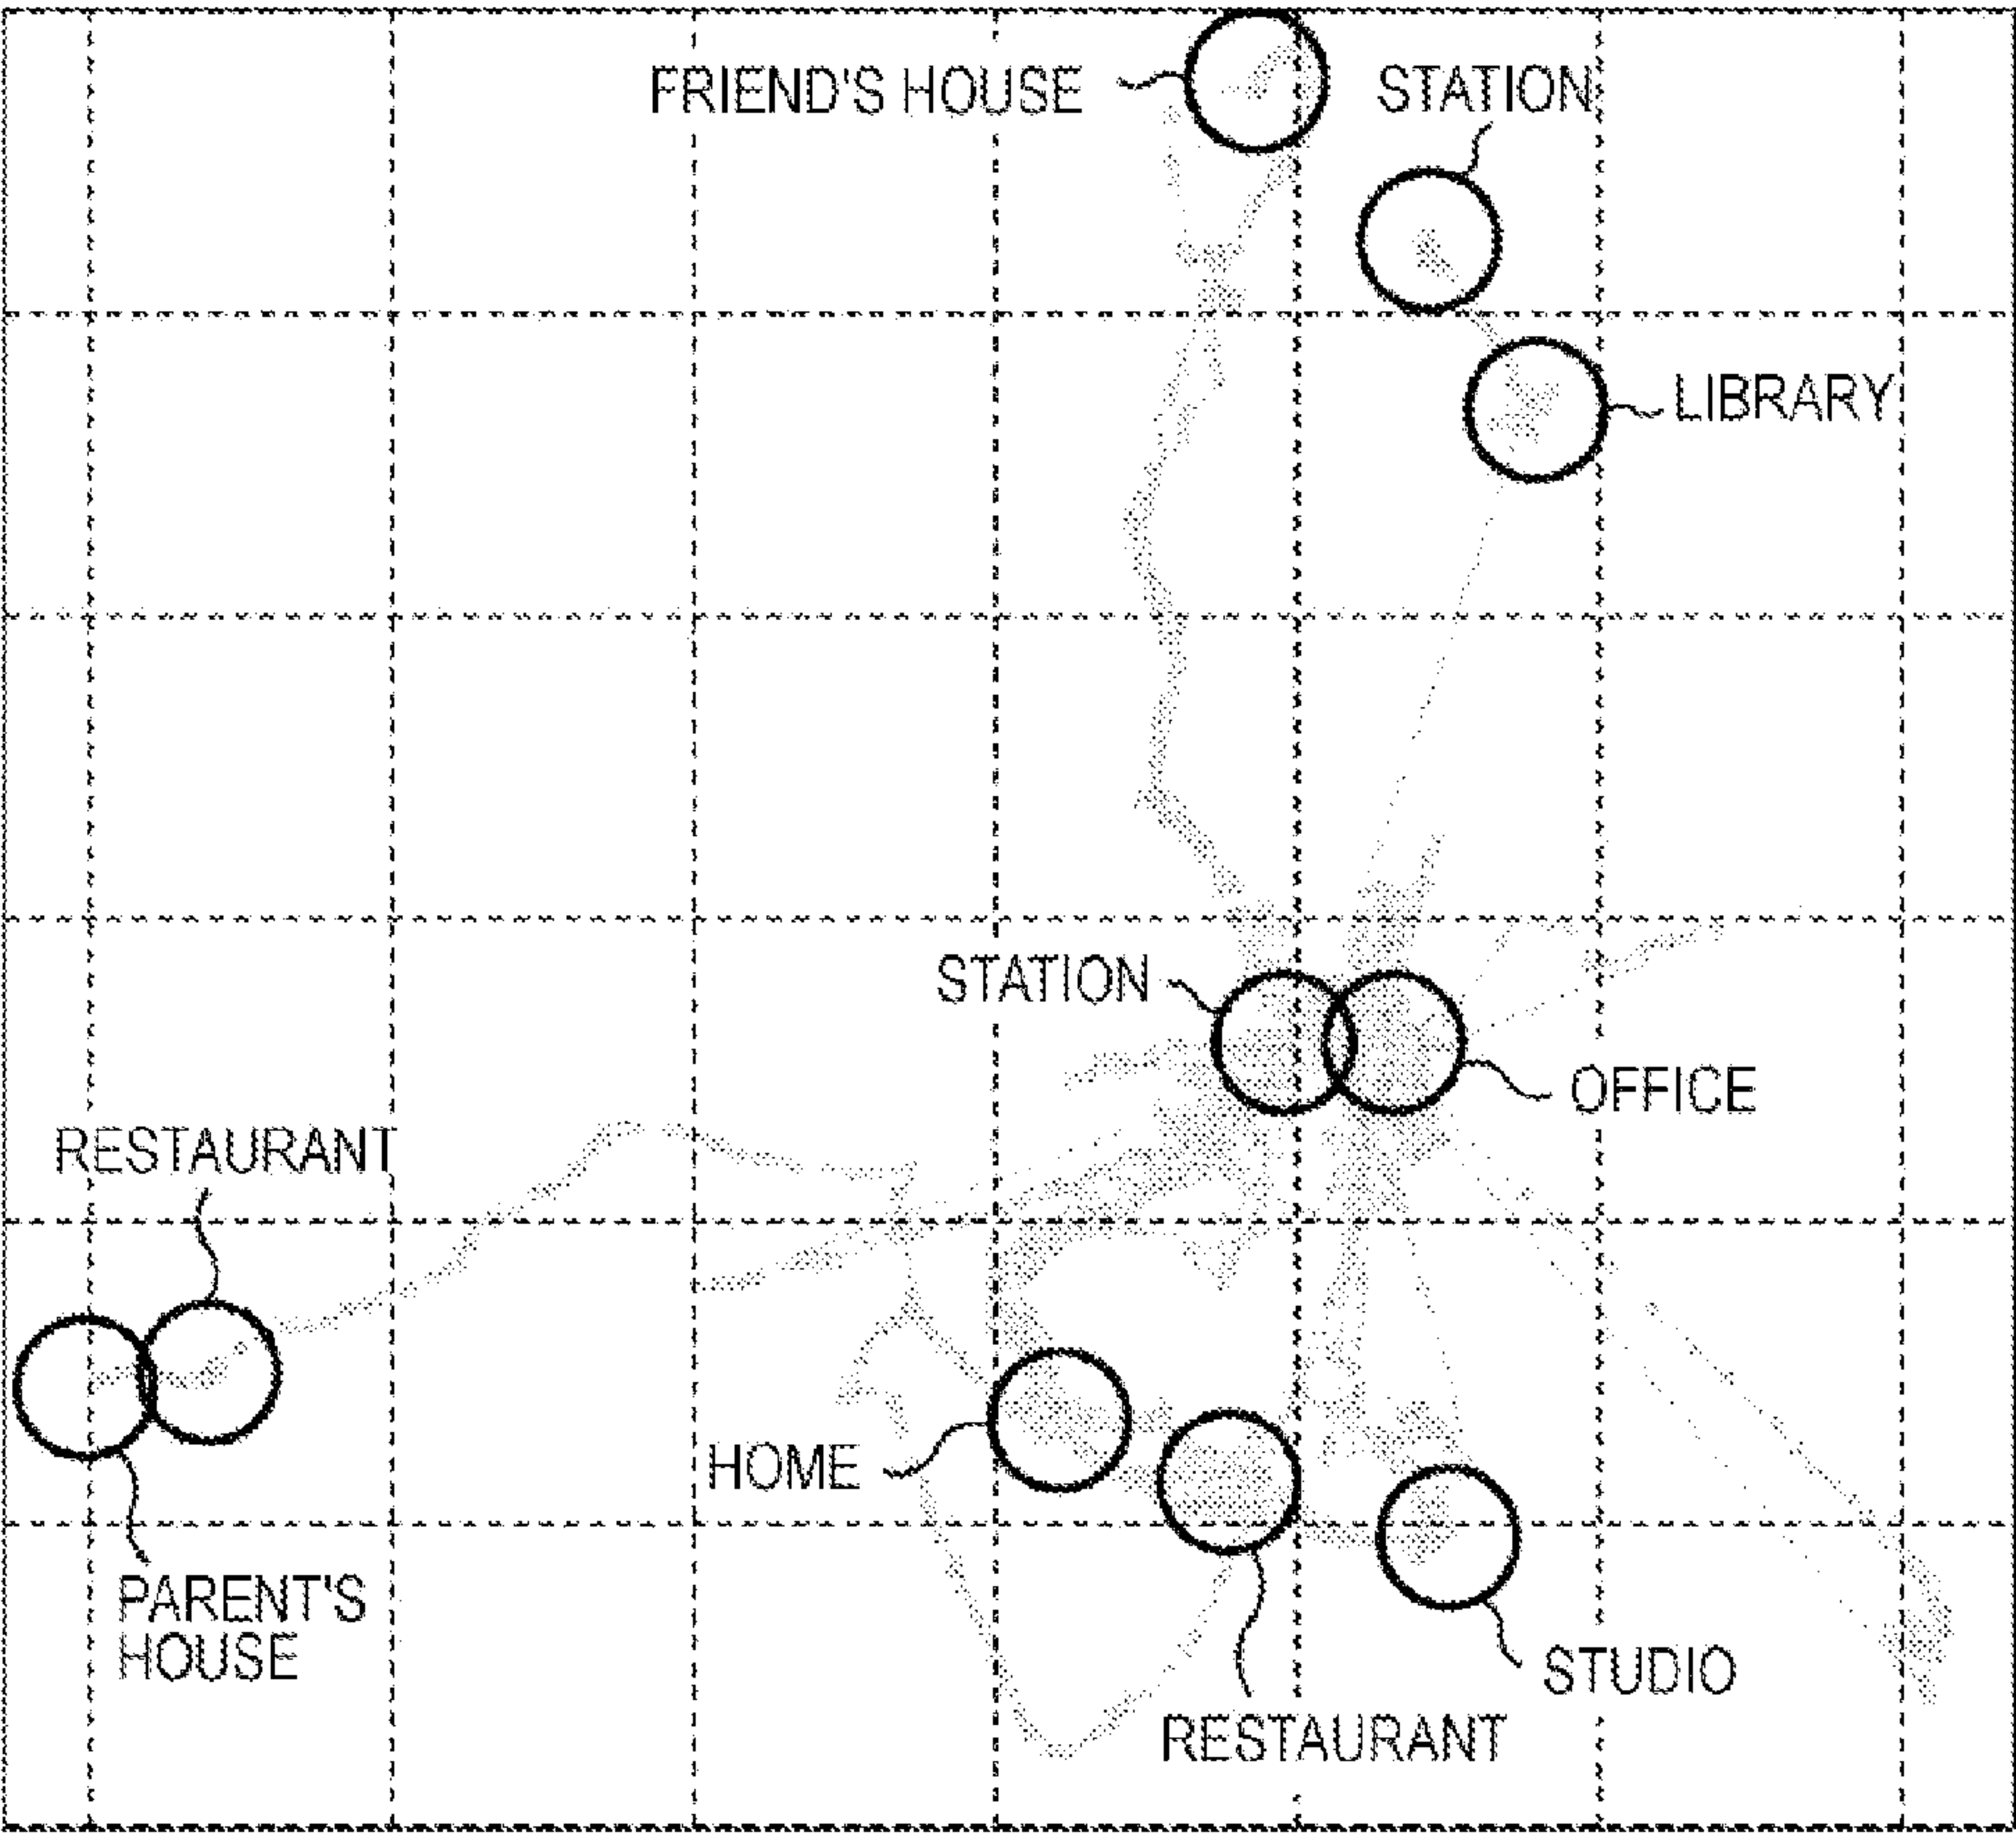 FRIEND'S HOUSE
STATION
LIBRARY
STATION
OFFICE
RESTAURANT
HOME
PARENT'S
HOUSE
STUDIO
RESTAURANT